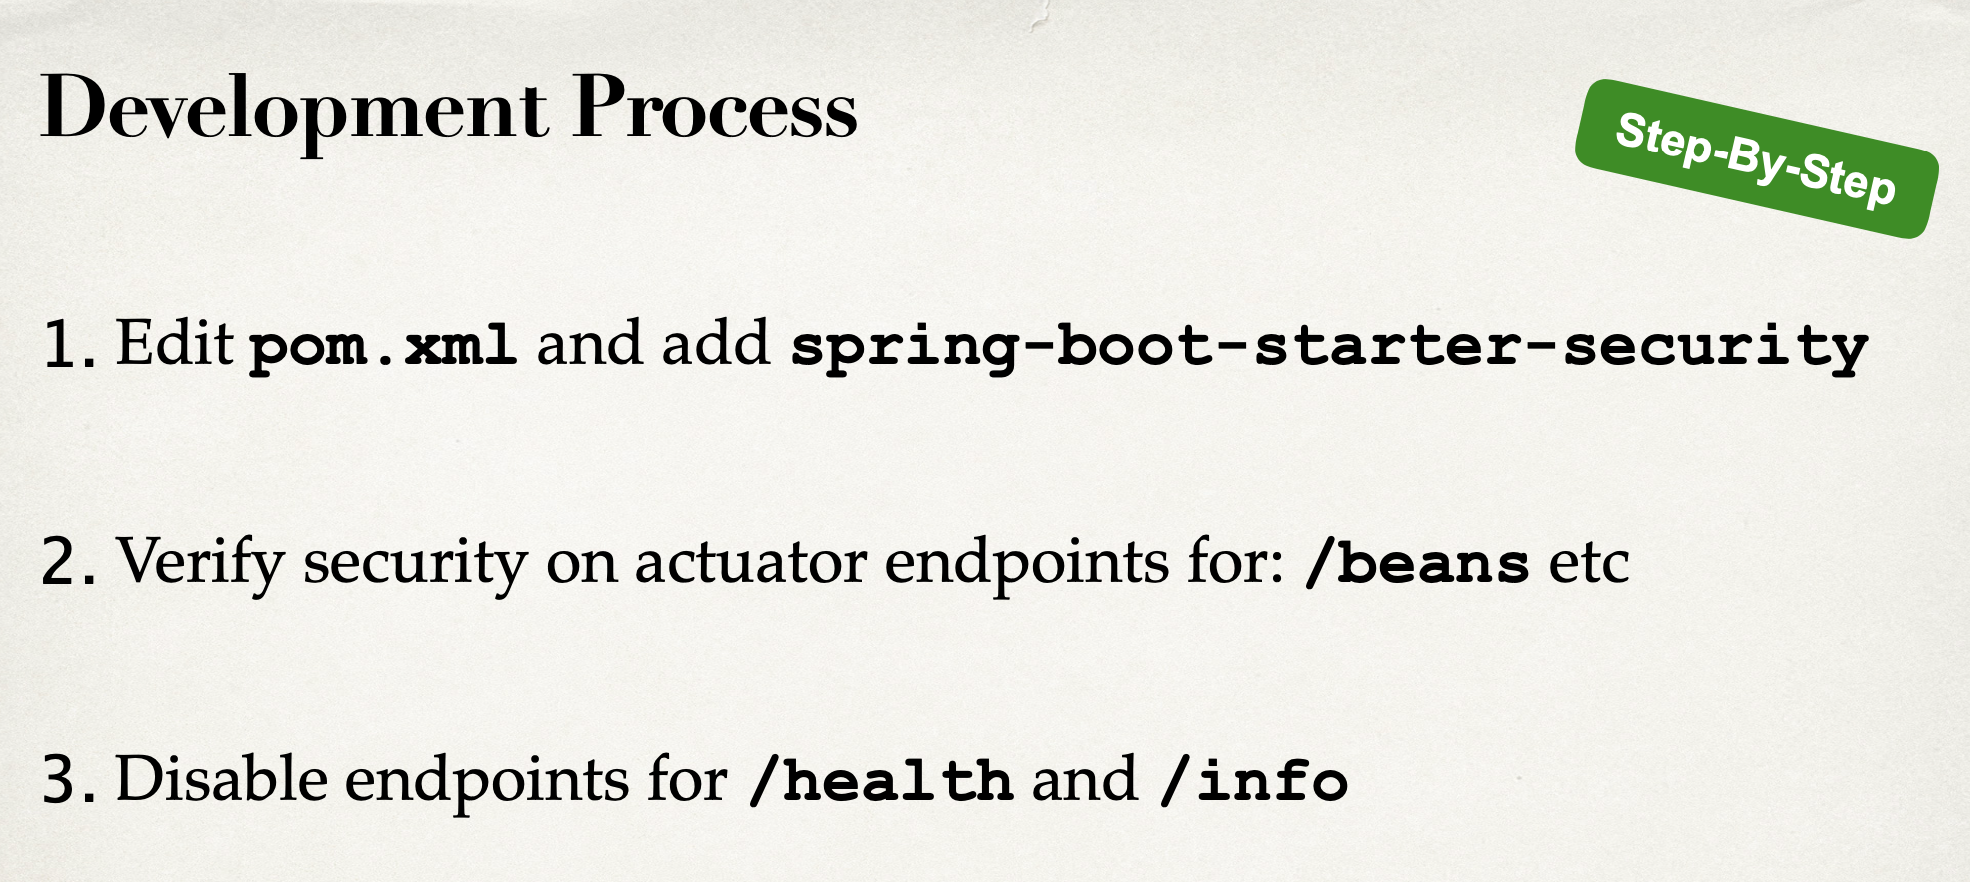 Development Process
Step-By-Step
1. Edit pom.xml and add spring-boot-starter-security
2. Verify security on actuator endpoints for: /beans etc
3. Disable endpoints for /health and /info